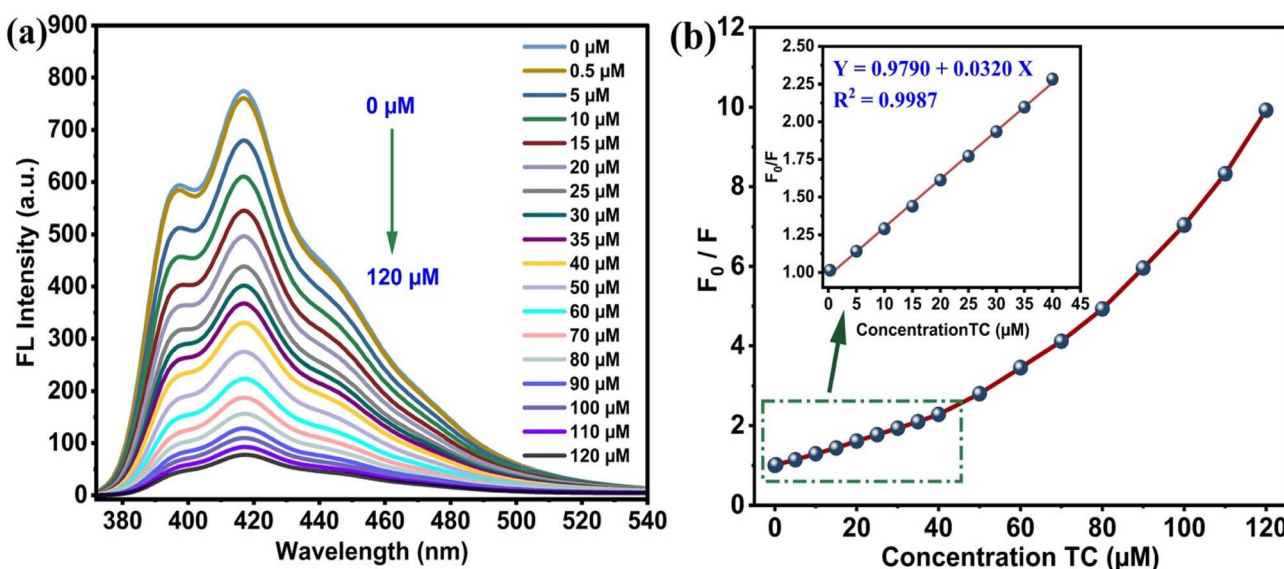 (a)
900
800
700
600
500
400
300
200
100
0
FL Intensity (a.u.)
380 400 420 440 460 480 500 520 540
Wavelength (nm)
0 µM
120 µM
0 µM
0.5 µM
5 µM
10 µM
15 µM
20 µM
25 µM
30 µM
35 µM
40 µM
50 µM
60 µM
70 µM
80 µM
90 µM
100 µM
110 µM
120 µM
(b)
12
10
8
6
4
2
0
F₀ / F
0 20 40 60 80 100 120
Concentration TC (µM)
2.50
2.25
2.00
1.75
1.50
1.25
1.00
F₀/F
Y = 0.9790 + 0.0320 X
R² = 0.9987
0 5 10 15 20 25 30 35 40 45
ConcentrationTC (µM)